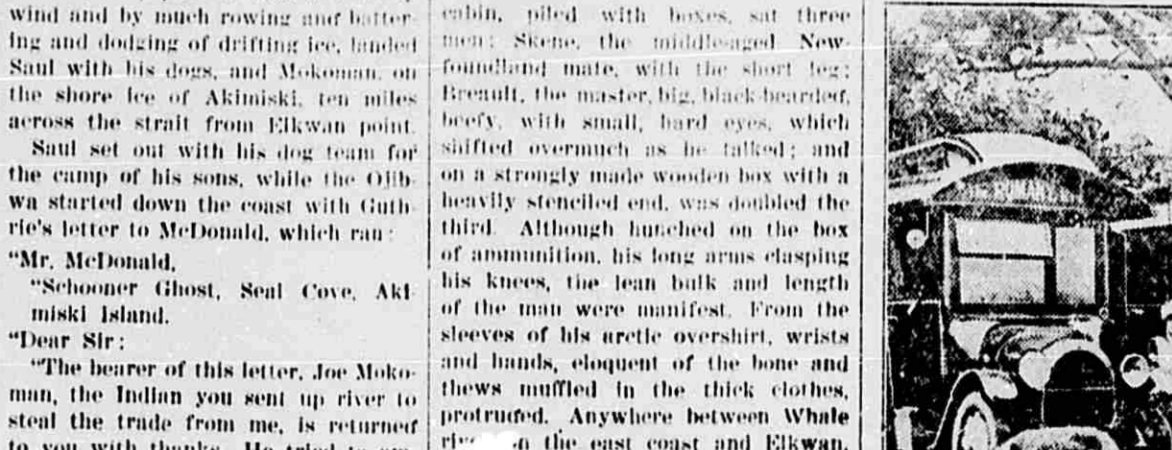 wind and by much rowing and batter-
ing and dodging of drifting ice, landed
Saul with his dogs, and Mokoman, on
the shore ice of Akimiski, ten miles
across the strait from Elkwan point.
Saul set out with his dog team for
the camp of his sons, while the Ojib-
wa started down the coast with Guth-
rie's letter to McDonald, which ran:
"Mr. McDonald,
"Schooner Ghost, Seal Cove, Aki-
miski Island.
"Dear Sir:
"The bearer of this letter, Joe Moko-
man, the Indian you sent up river to
steal the trade from me, is returned
to you with thanks. He tried to
cabin, piled with boxes, sat three
men: Skene, the middle-aged New-
foundland mate, with the short leg;
Breault, the master, big, black-bearded,
beefy, with small, hard eyes, which
shifted overmuch as he talked; and
on a strongly made wooden box with a
heavily stenciled end, was doubled the
third. Although hunched on the box
of ammunition, his long arms clasping
his knees, the lean bulk and length
of the man were manifest. From the
sleeves of his arctic overshirt, wrists
and hands, eloquent of the bone and
thews muffled in the thick clothes,
protruded. Anywhere between Whale
the east coast and Elkwan,